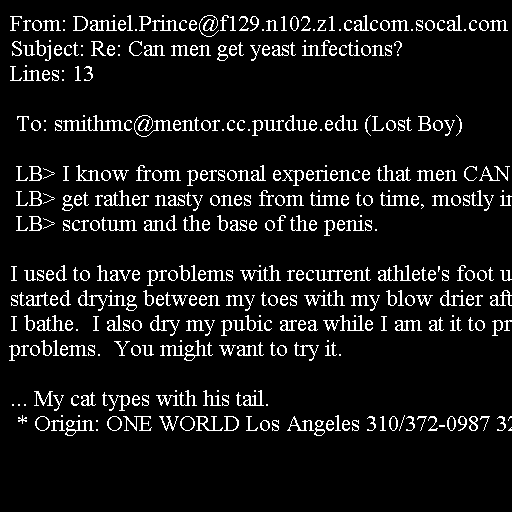 From: Daniel.Prince@f129.n102.z1.calcom.socal.com
Subject: Re: Can men get yeast infections?
Lines: 13
To: smithmc@mentor.cc.purdue.edu (Lost Boy)
LB> I know from personal experience that men CAN
LB> get rather nasty ones from time to time, mostly
LB> scrotum and the base of the penis.
I used to have problems with recurrent athlete's foot
started drying between my toes with my blow drier
I bathe. I also dry my pubic area while I am at it to
problems. You might want to try it.
... My cat types with his tail.
* Origin: ONE WORLD Los Angeles 310/372-0987